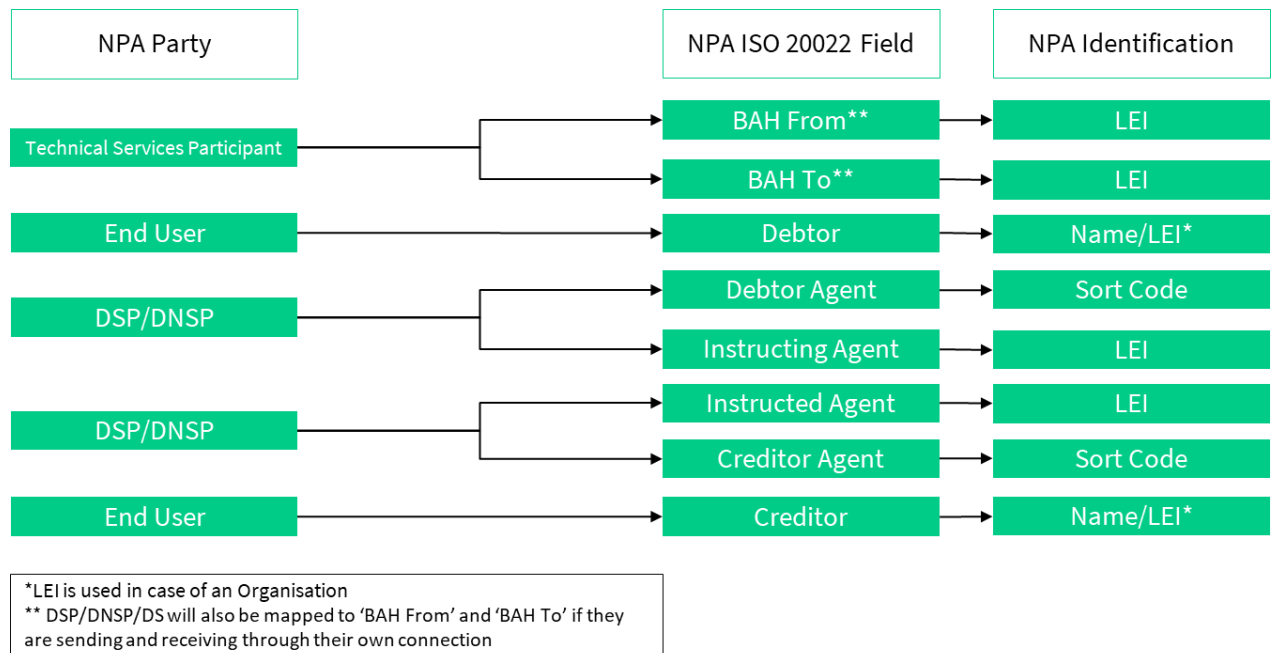 NPA Party
NPA ISO 20022 Field
NPA Identification
Technical Services Participant
BAH From**
LEI
BAH To**
LEI
End User
Debtor
Name/LEI*
DSP/DNSP
Debtor Agent
Sort Code
Instructing Agent
LEI
DSP/DNSP
Instructed Agent
LEI
Creditor Agent
Sort Code
End User
Creditor
Name/LEI*
*LEI is used in case of an Organisation
** DSP/DNSP/DS will also be mapped to ‘BAH From’ and ‘BAH To’ if they
are sending and receiving through their own connection